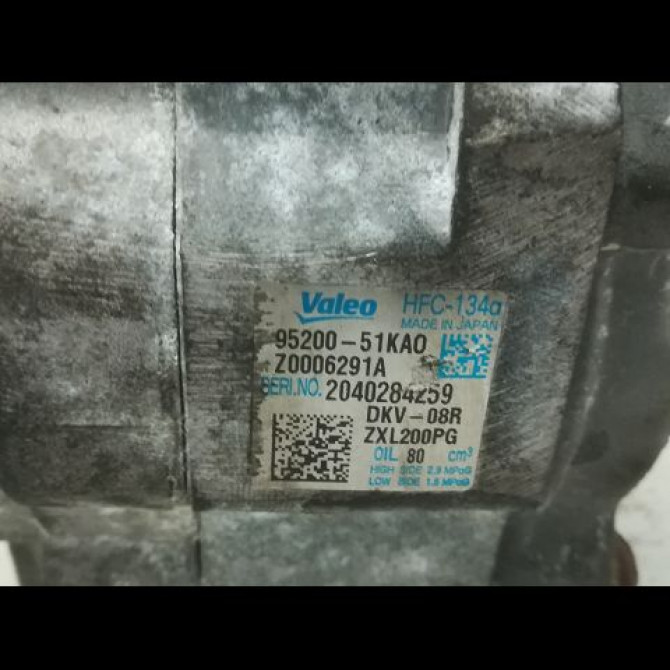 Valeo HFC-134a
MADE IN JAPAN
95200-51KA0
Z0006291A
SERI.NO. 2040284259
DKV-08R
ZXL200PG
OIL 80 cm³
HIGH SIDE 2.9 MPaG
LOW SIDE 1.8 MPaG